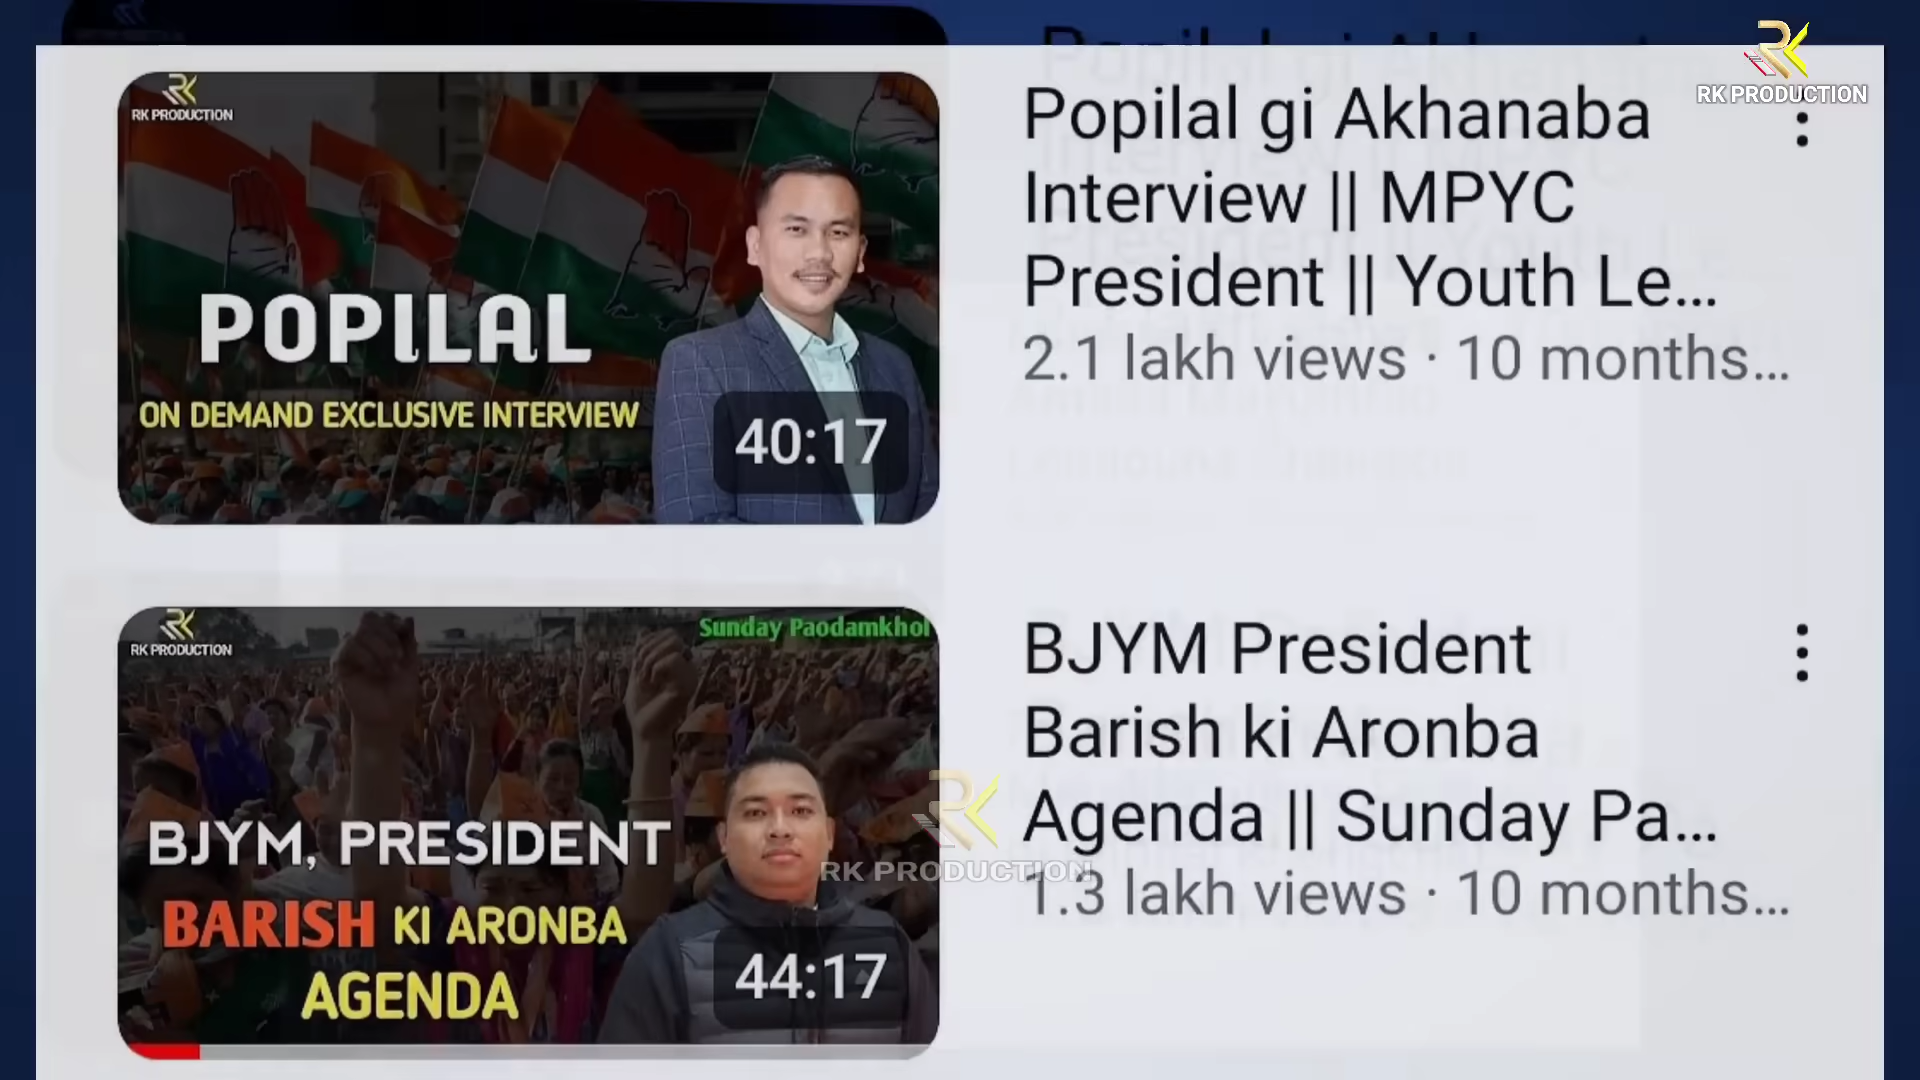 RK PRODUCTION
RK PRODUCTION
POPILAL
ON DEMAND EXCLUSIVE INTERVIEW
40:17
Popilal gi Akhanaba
Interview || MPYC
President || Youth Le...
2.1 lakh views · 10 months...
RK PRODUCTION
Sunday Paodamkhol
BJYM, PRESIDENT
BARISH KI ARONBA
AGENDA
44:17
BJYM President
Barish ki Aronba
Agenda || Sunday Pa...
1.3 lakh views · 10 months...
RK PRODUCTION